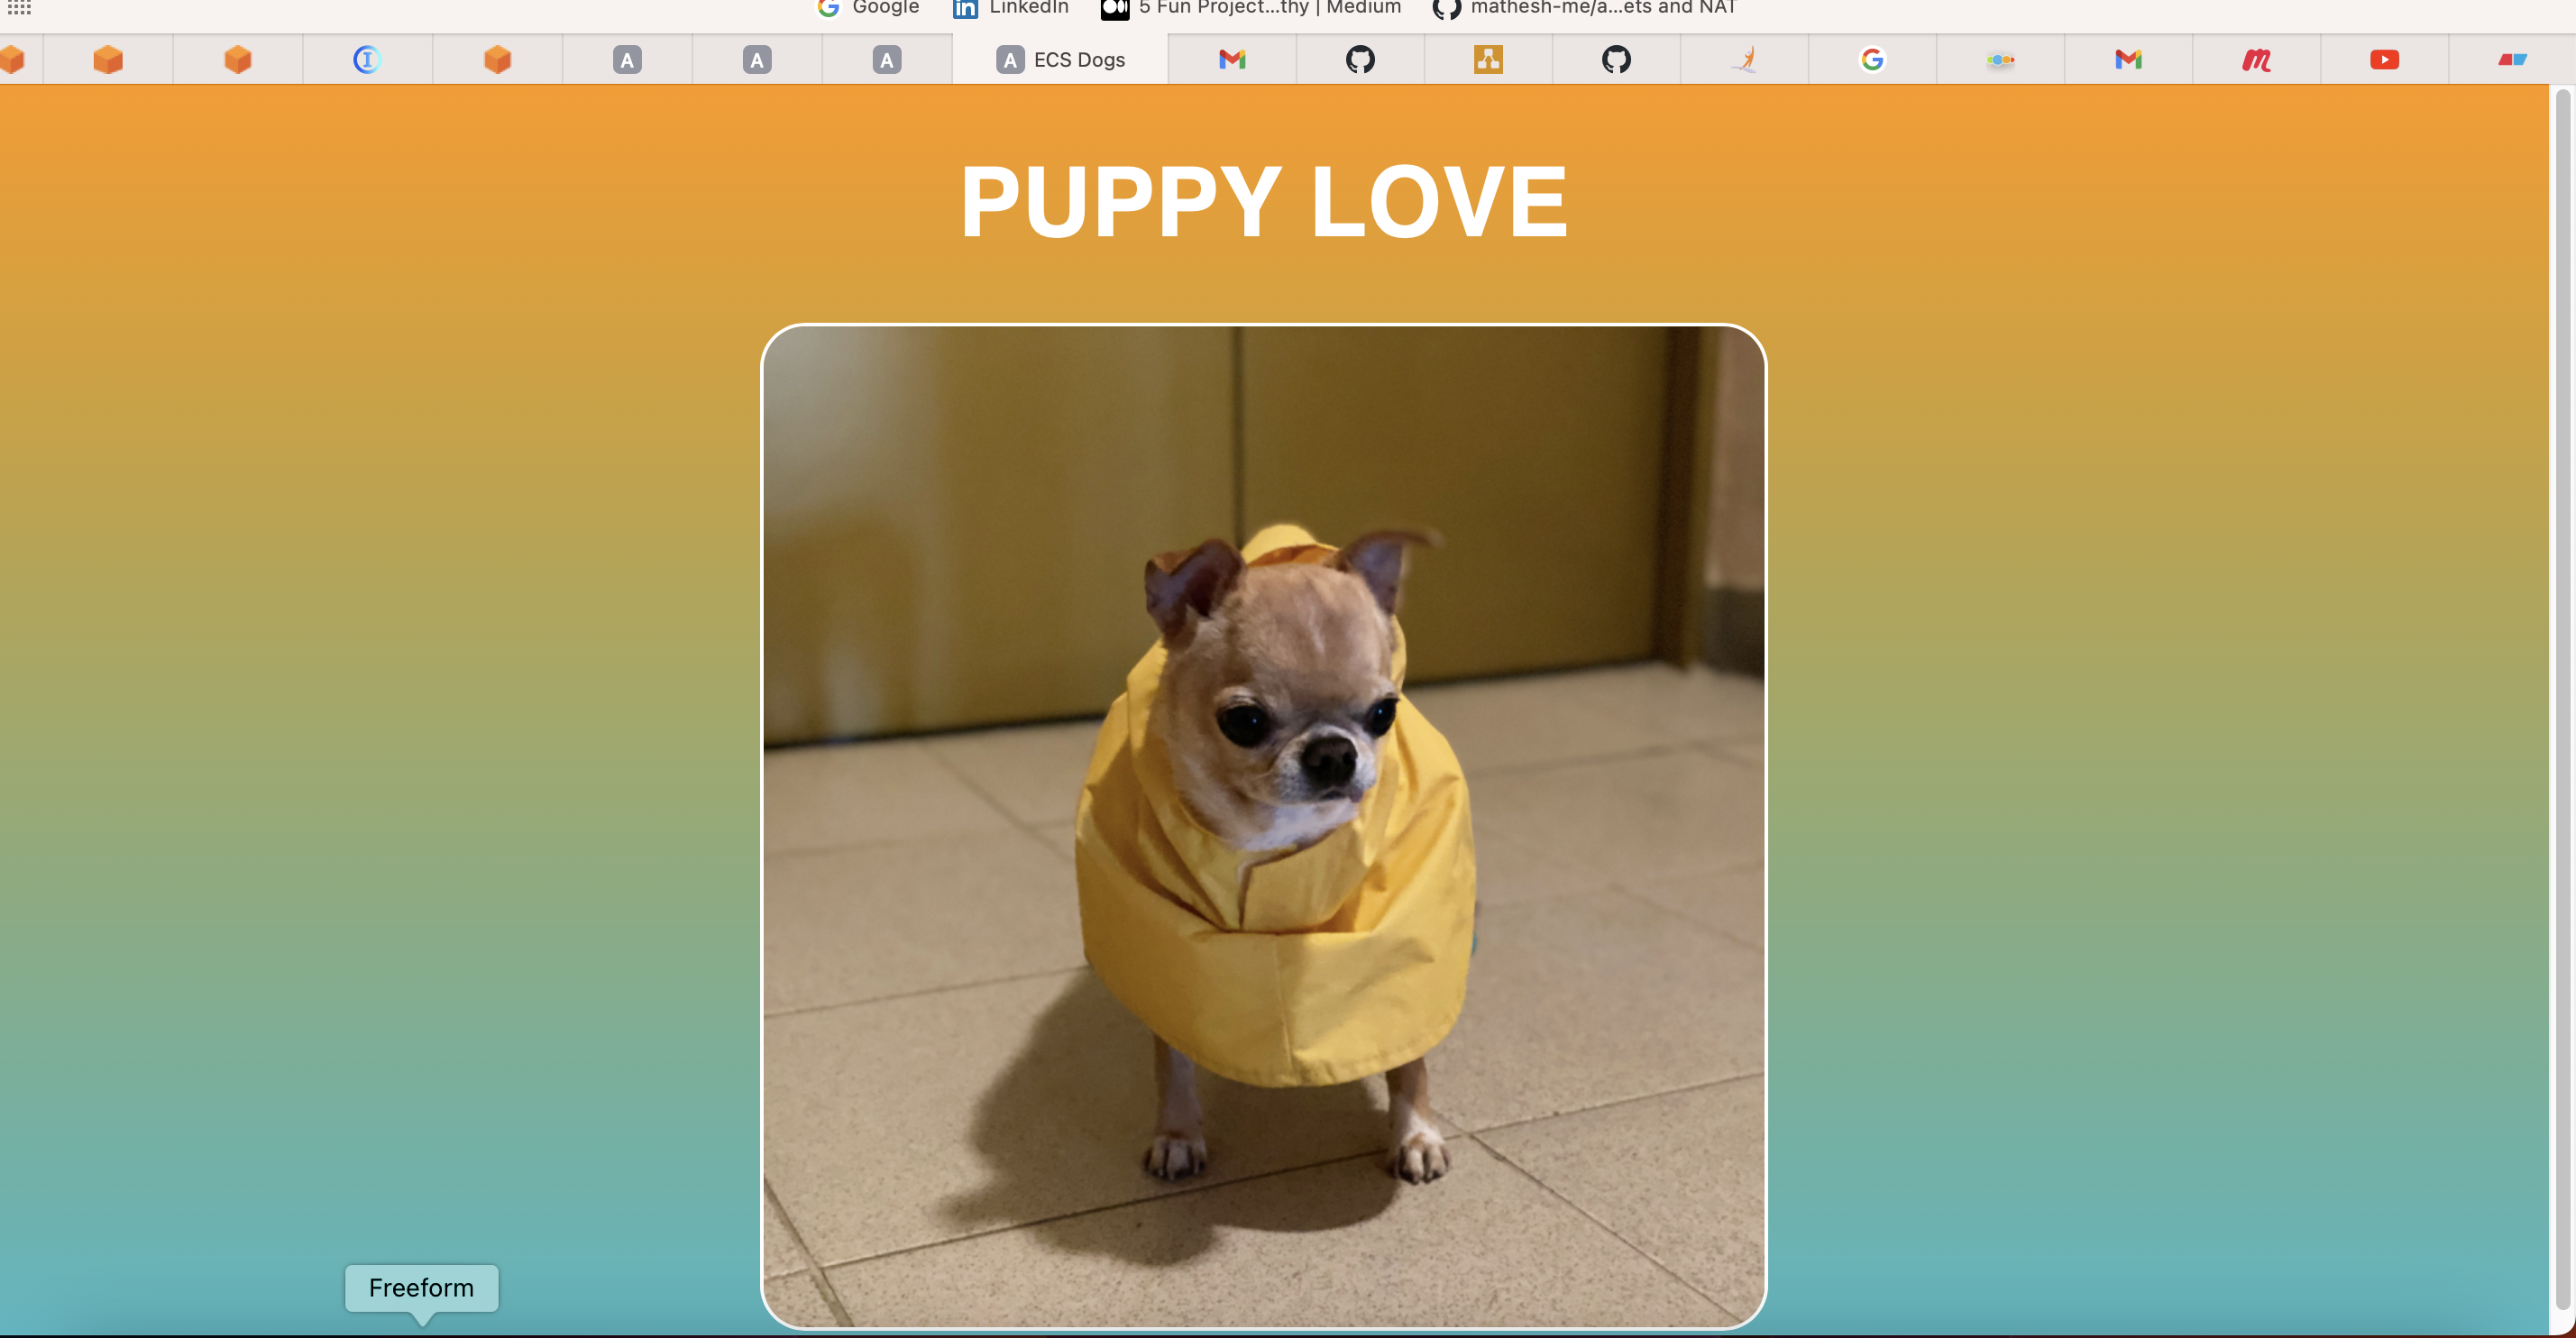 Google LinkedIn 5 Fun Project...thy | Medium mathesh-me/a...ets and NAT
A A A A ECS Dogs
PUPPY LOVE
Freeform